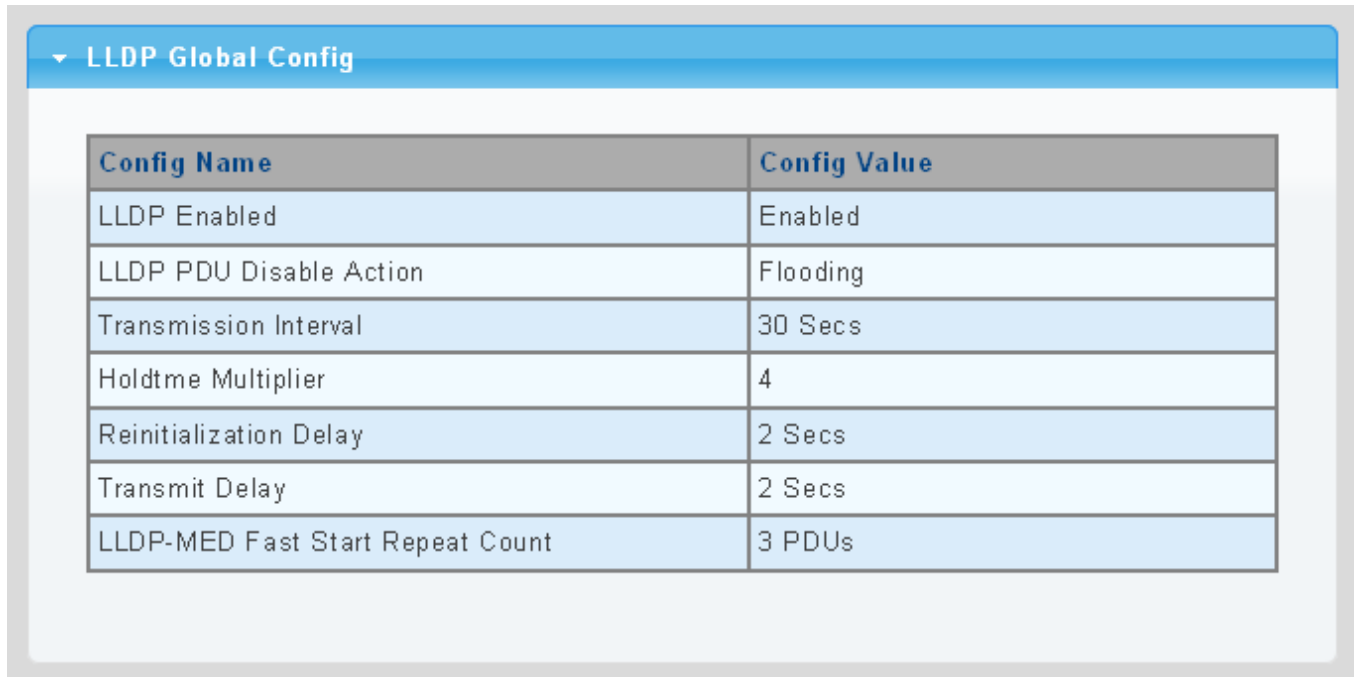 LLDP Global Config
Config Name Config Value
LLDP Enabled Enabled
LLDP PDU Disable Action Flooding
Transmission Interval 30 Secs
Holdtme Multiplier 4
Reinitialization Delay 2 Secs
Transmit Delay 2 Secs
LLDP-MED Fast Start Repeat Count 3 PDUs